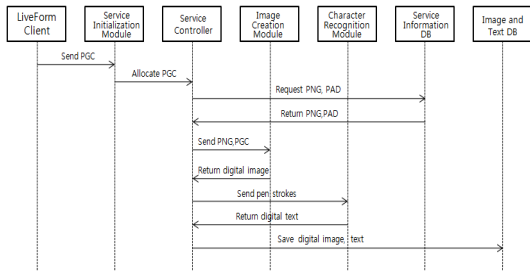 LiveForm
Client
Service
Initialization
Module
Service
Controller
Image
Creation
Module
Character
Recognition
Module
Service
Information
DB
Image and
Text DB
Send PGC
Allocate PGC
Request PNG, PAD
Return PNG,PAD
Send PNG,PGC
Return digital image
Send pen strokes
Return digital text
Save digital image, text